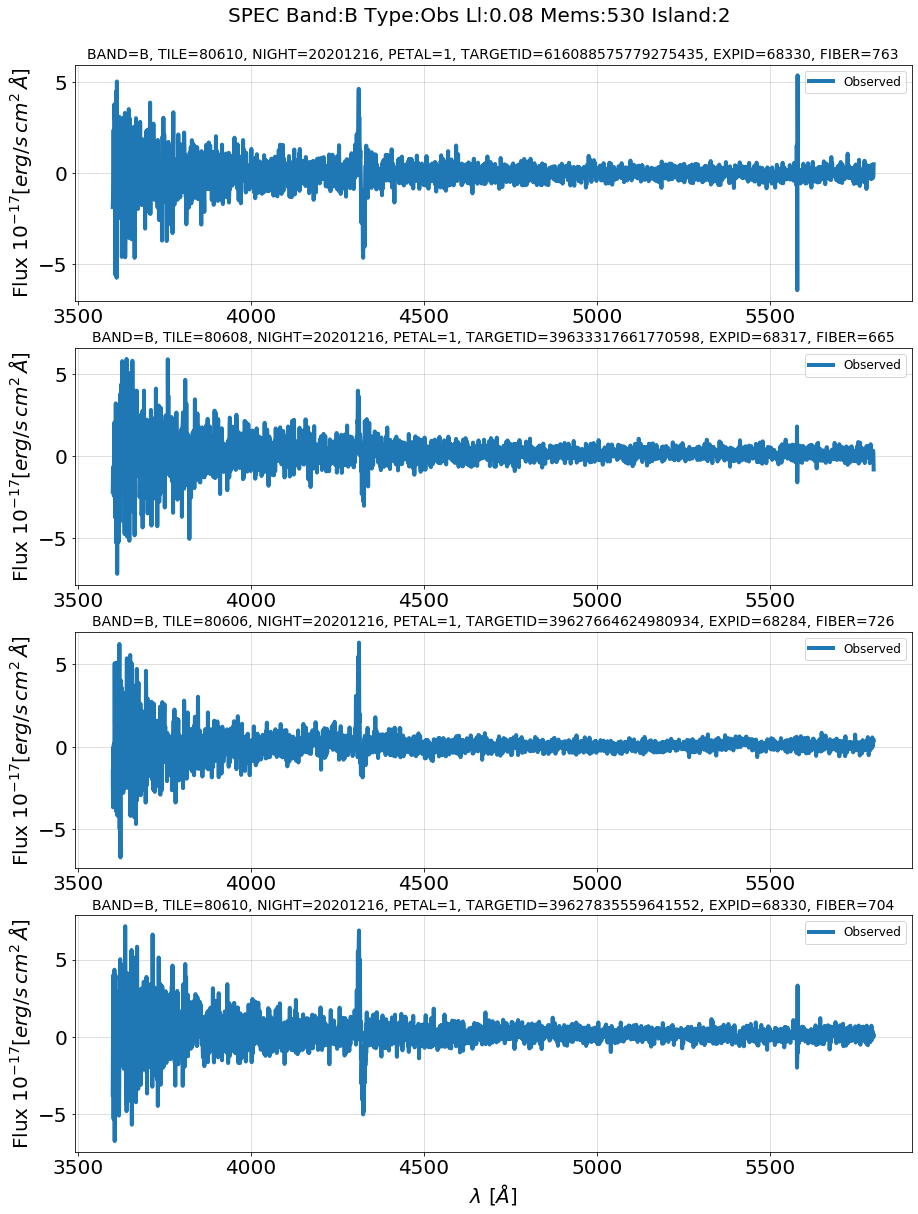 SPEC Band:B Type:Obs Ll:0.08 Mems:530 Island:2
BAND=B, TILE=80610, NIGHT=20201216, PETAL=1, TARGETID=616088575779275435, EXPID=68330, FIBER=763
Flux 10^{-17}[erg/s cm^2 Å]
5
0
−5
Observed
3500 4000 4500 5000 5500
BAND=B, TILE=80608, NIGHT=20201216, PETAL=1, TARGETID=39633317661770598, EXPID=68317, FIBER=665
Flux 10^{-17}[erg/s cm^2 Å]
5
0
−5
Observed
3500 4000 4500 5000 5500
BAND=B, TILE=80606, NIGHT=20201216, PETAL=1, TARGETID=39627664624980934, EXPID=68284, FIBER=726
Flux 10^{-17}[erg/s cm^2 Å]
5
0
−5
Observed
3500 4000 4500 5000 5500
BAND=B, TILE=80610, NIGHT=20201216, PETAL=1, TARGETID=39627835559641552, EXPID=68330, FIBER=704
Flux 10^{-17}[erg/s cm^2 Å]
5
0
−5
Observed
3500 4000 4500 5000 5500
λ [Å]